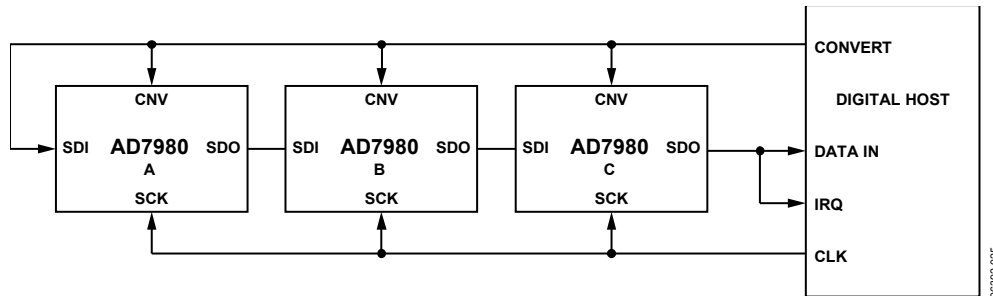 CONVERT
CNV
CNV
CNV
DIGITAL HOST
SDI AD7980 SDO
A
SDI AD7980 SDO
B
SDI AD7980 SDO
C
DATA IN
SCK
SCK
SCK
IRQ
CLK